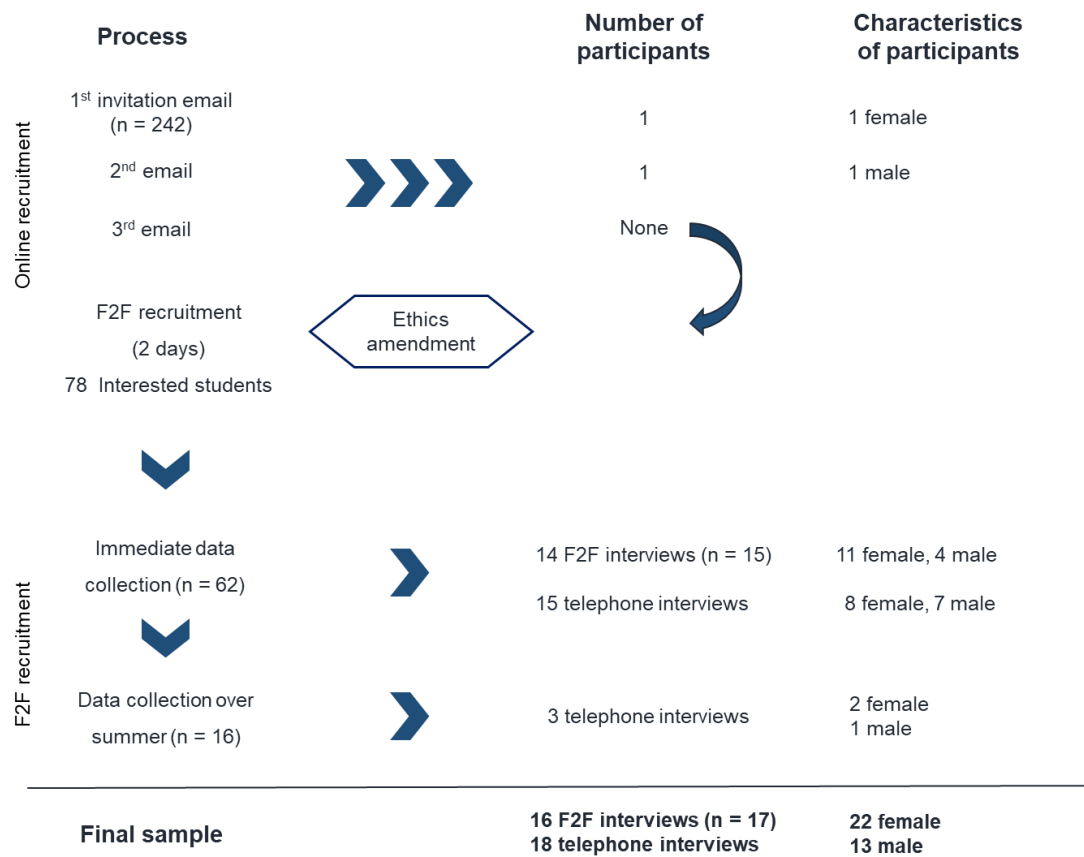 Process
Number of
participants
Characteristics
of participants
Online recruitment
1st invitation email
(n = 242)
1
1 female
2nd email
1
1 male
3rd email
None
F2F recruitment
(2 days)
78 Interested students
Ethics
amendment
F2F recruitment
Immediate data
collection (n = 62)
14 F2F interviews (n = 15)
11 female, 4 male
15 telephone interviews
8 female, 7 male
Data collection over
summer (n = 16)
3 telephone interviews
2 female
1 male
Final sample
16 F2F interviews (n = 17)
18 telephone interviews
22 female
13 male